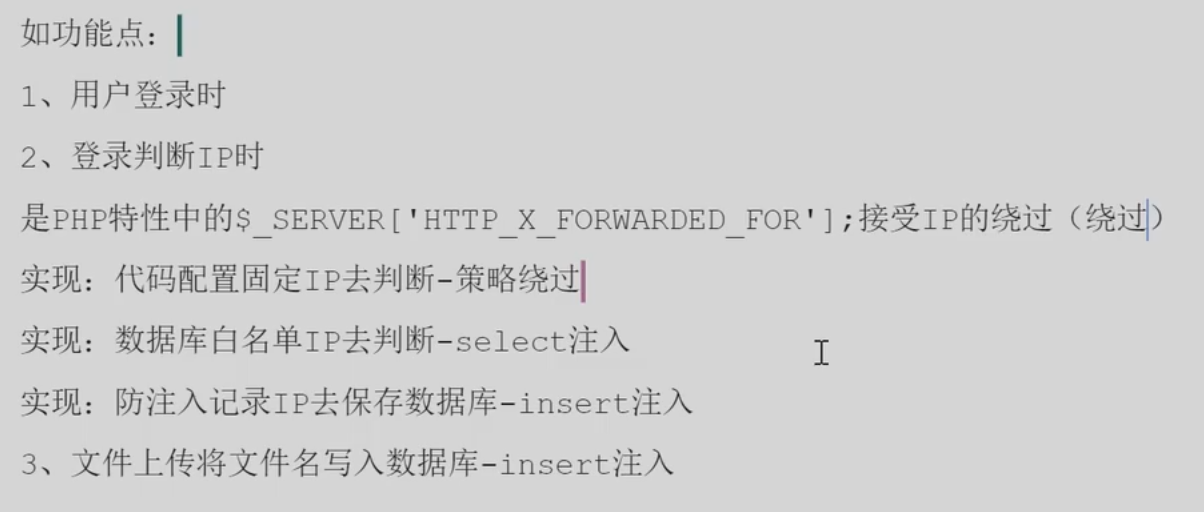 如功能点：
1、用户登录时
2、登录判断IP时
是PHP特性中的$_SERVER['HTTP_X_FORWARDED_FOR'];接受IP的绕过（绕过）
实现：代码配置固定IP去判断-策略绕过
实现：数据库白名单IP去判断-select注入
实现：防注入记录IP去保存数据库-insert注入
3、文件上传将文件名写入数据库-insert注入